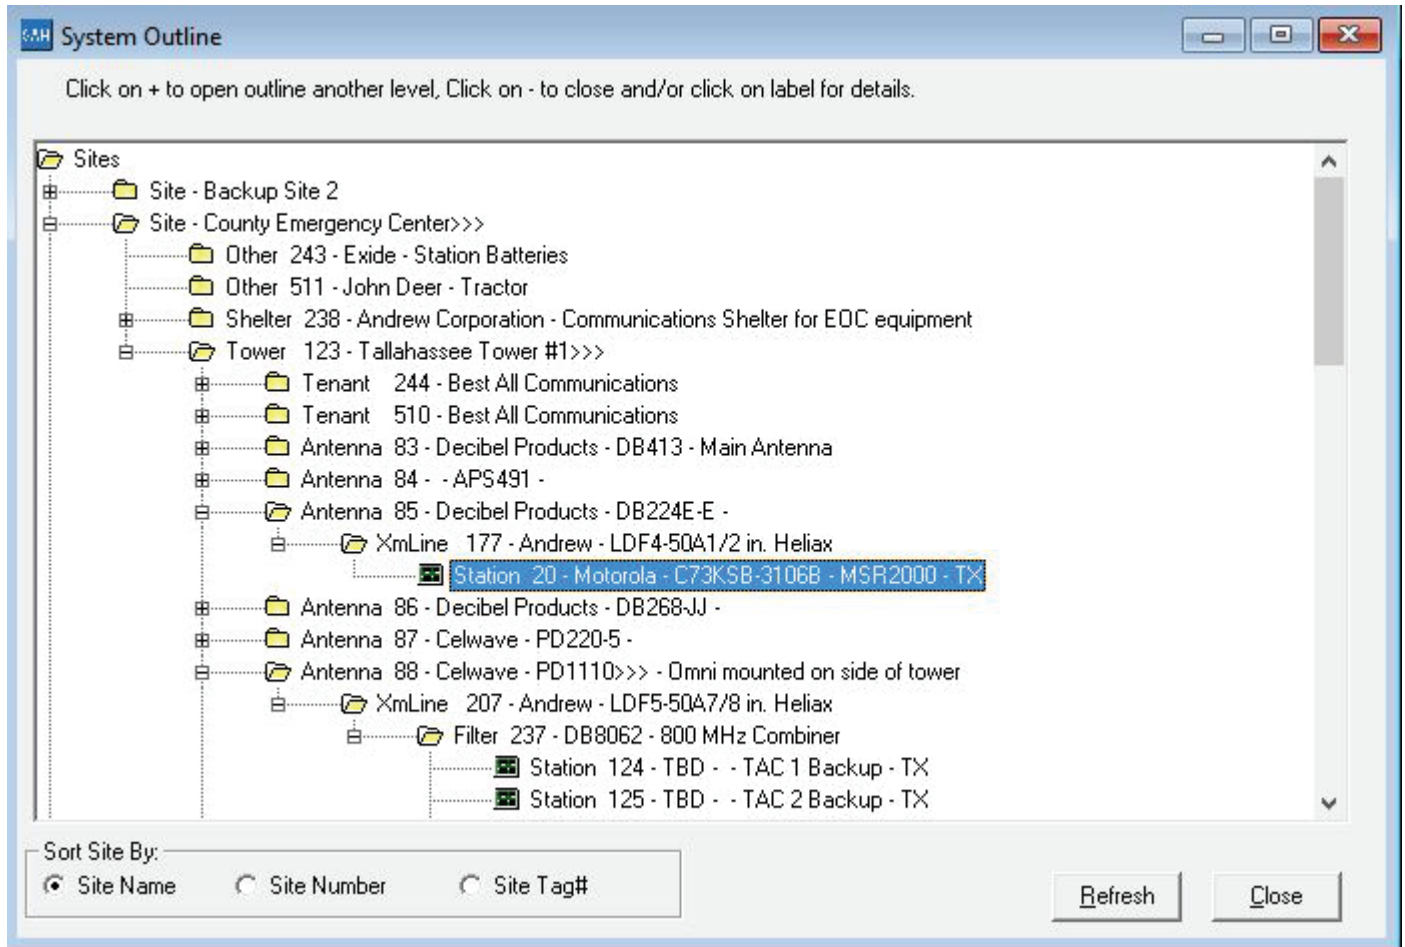 SAH System Outline
Click on + to open outline another level, Click on - to close and/or click on label for details.
Sites
Site - Backup Site 2
Site - County Emergency Center>>>
Other 243 - Exide - Station Batteries
Other 511 - John Deer - Tractor
Shelter 238 - Andrew Corporation - Communications Shelter for EOC equipment
Tower 123 - Tallahassee Tower #1>>>
Tenant 244 - Best All Communications
Tenant 510 - Best All Communications
Antenna 83 - Decibel Products - DB413 - Main Antenna
Antenna 84 - - APS491 -
Antenna 85 - Decibel Products - DB224E-E -
XmLine 177 - Andrew - LDF4-50A1/2 in. Heliax
Station 20 - Motorola - C73KSB-3106B - MSR2000 - TX
Antenna 86 - Decibel Products - DB268-JJ -
Antenna 87 - Celwave - PD220-5 -
Antenna 88 - Celwave - PD1110>>> - Omni mounted on side of tower
XmLine 207 - Andrew - LDF5-50A7/8 in. Heliax
Filter 237 - DB8062 - 800 MHz Combiner
Station 124 - TBD - - TAC 1 Backup - TX
Station 125 - TBD - - TAC 2 Backup - TX
Sort Site By:
Site Name Site Number Site Tag#
Refresh Close